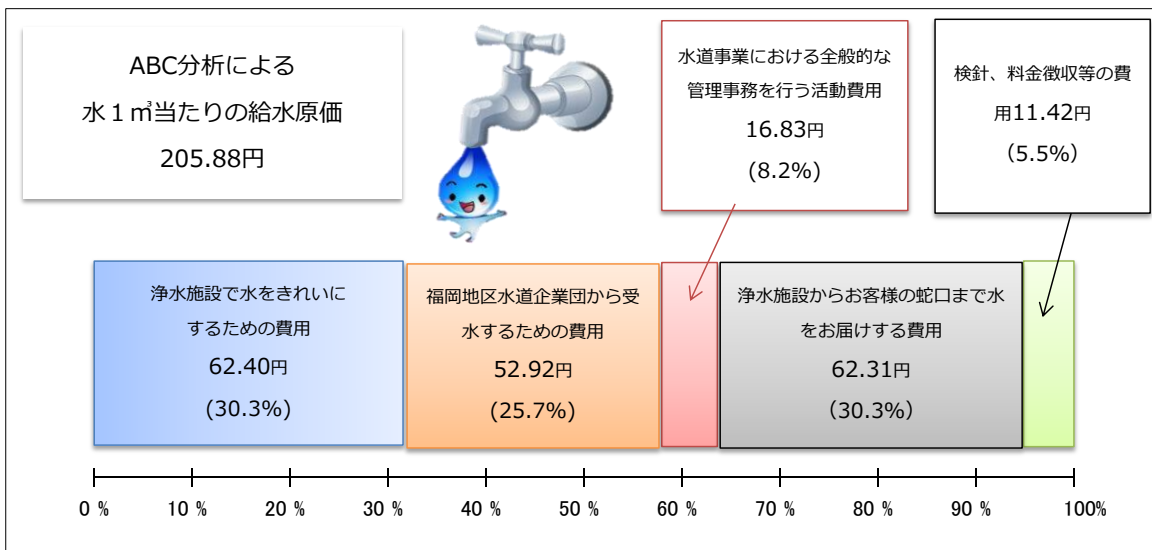 ABC分析による
水１㎥当たりの給水原価
205.88円
水道事業における全般的な
管理事務を行う活動費用
16.83円
(8.2%)
検針、料金徴収等の費
用11.42円
（5.5%）
浄水施設で水をきれいに
するための費用
62.40円
(30.3%)
福岡地区水道企業団から受
水するための費用
52.92円
(25.7%)
浄水施設からお客様の蛇口まで水
をお届けする費用
62.31円
（30.3%）
0 % 10 % 20 % 30 % 40 % 50 % 60 % 70 % 80 % 90 % 100%